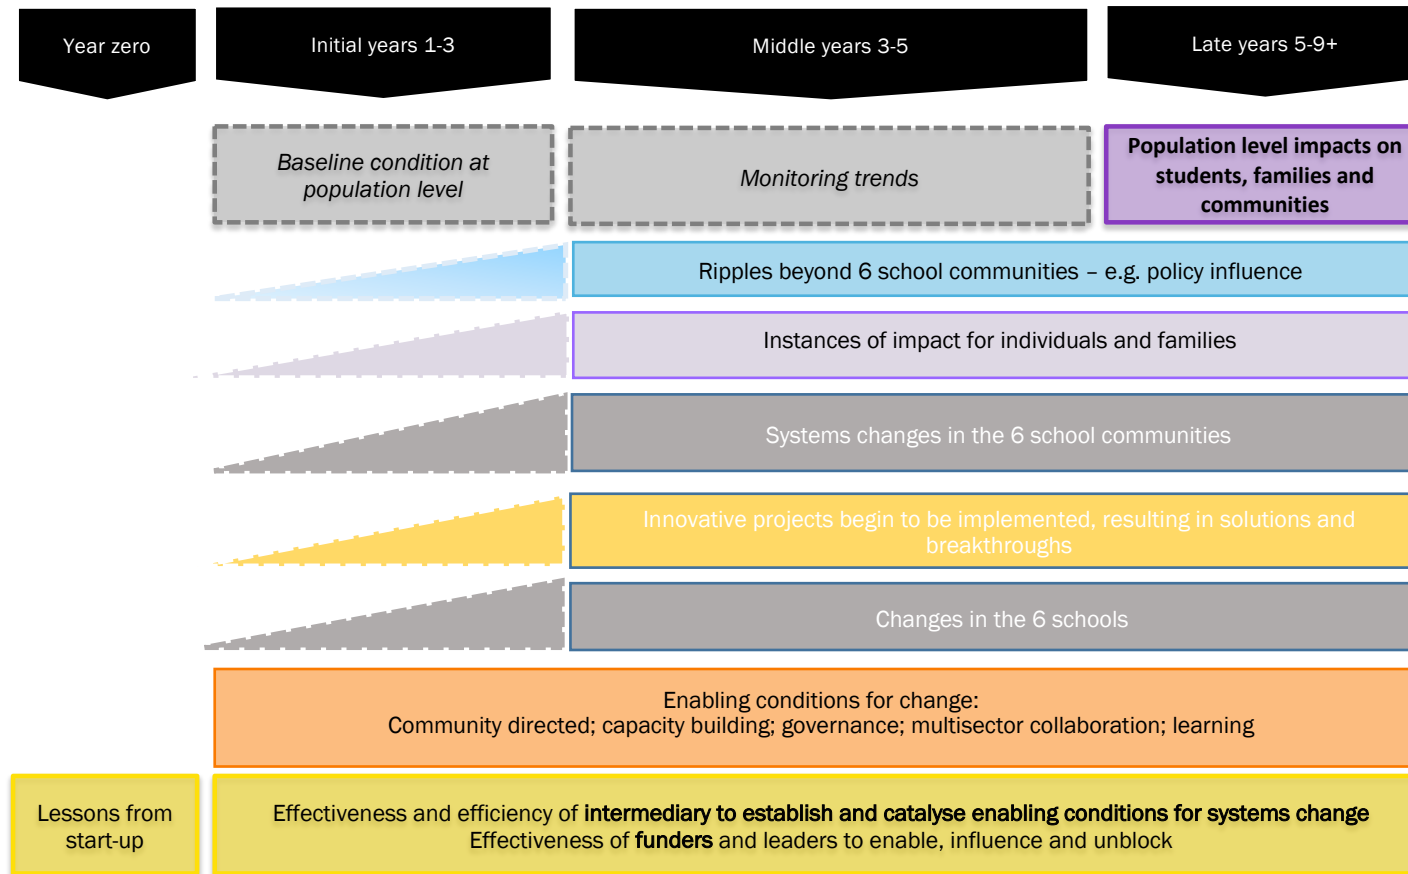 Year zero
Initial years 1-3
Middle years 3-5
Late years 5-9+
Baseline condition at
population level
Monitoring trends
Population level impacts on
students, families and
communities
Ripples beyond 6 school communities – e.g. policy influence
Instances of impact for individuals and families
Systems changes in the 6 school communities
Innovative projects begin to be implemented, resulting in solutions and
breakthroughs
Changes in the 6 schools
Enabling conditions for change:
Community directed; capacity building; governance; multisector collaboration; learning
Lessons from
start-up
Effectiveness and efficiency of intermediary to establish and catalyse enabling conditions for systems change
Effectiveness of funders and leaders to enable, influence and unblock